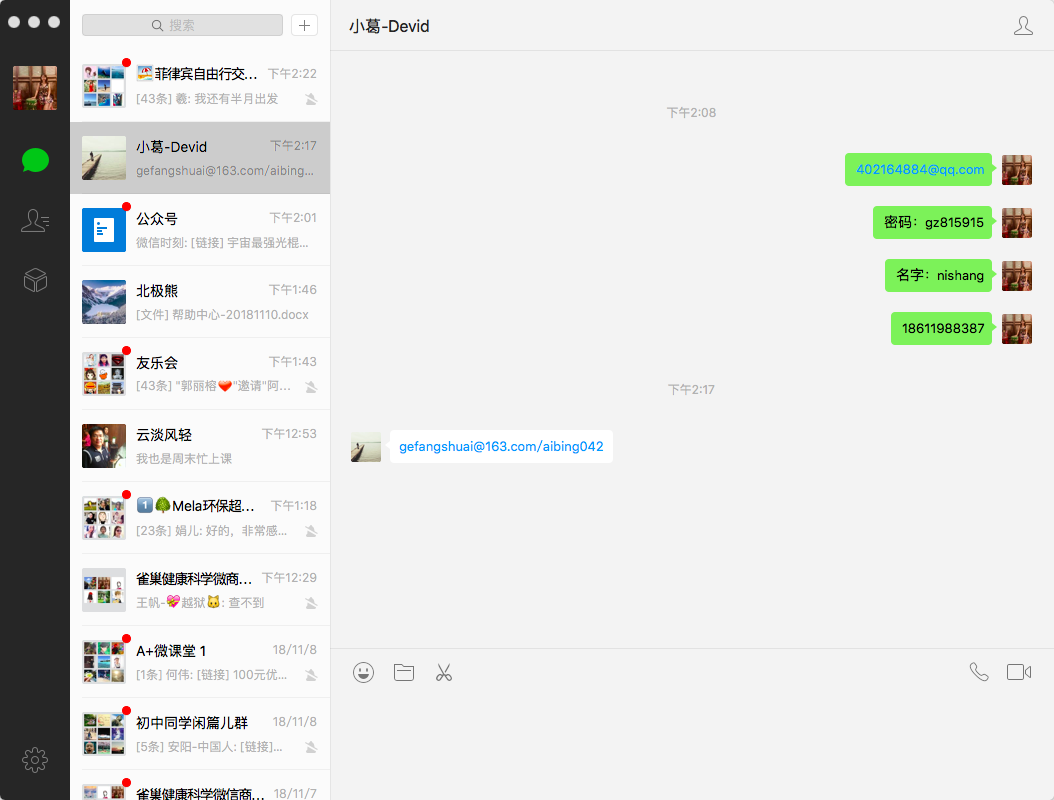 搜索
菲律宾自由行交... 下午2:22
[43条] 羲: 我还有半月出发
小葛-Devid 下午2:17
gefangshuai@163.com/aibing...
公众号 下午2:01
微信时刻: [链接] 宇宙最强光棍...
北极熊 下午1:46
[文件] 帮助中心-20181110.docx
友乐会 下午1:43
[43条] "郭丽榕❤️"邀请"阿...
云淡风轻 下午12:53
我也是周末忙上课
1️⃣🌳Mela环保超... 下午1:18
[23条] 娟儿: 好的，非常感...
雀巢健康科学微商... 下午12:29
王帆-💝越狱🐱: 查不到
A+微课堂 1 18/11/8
[1条] 何伟: [链接] 100元优...
初中同学闲篇儿群 18/11/8
[5条] 安阳-中国人: [链接]...
雀巢健康科学微信商... 18/11/7
小葛-Devid
下午2:08
402164884@qq.com
密码：gz815915
名字：nishang
18611988387
下午2:17
gefangshuai@163.com/aibing042